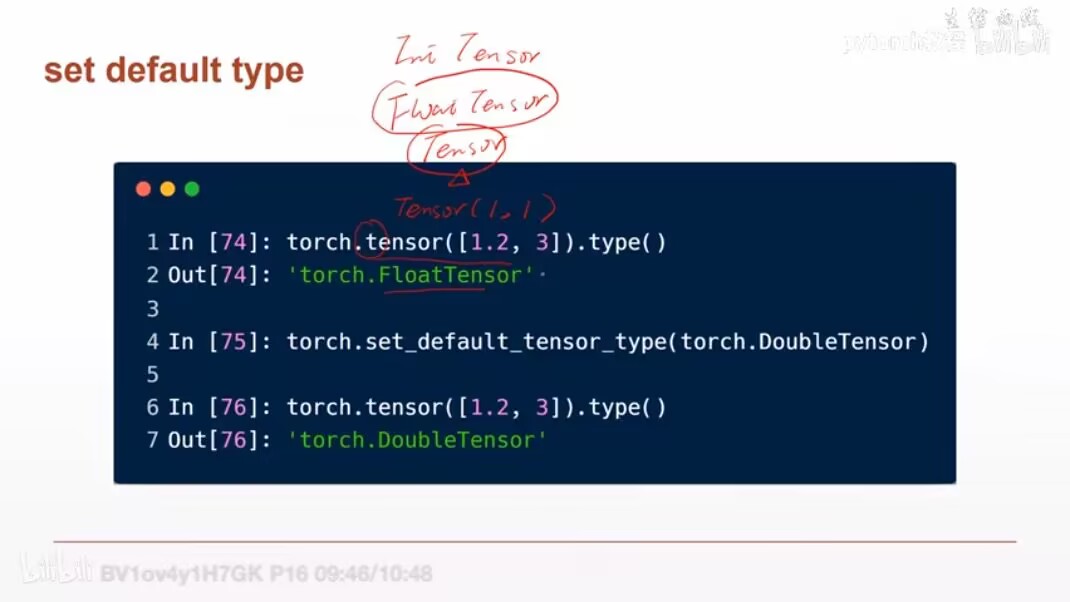 set default type
Int Tensor
Float Tensor
Tensor
Tensor(1,1)
1 In [74]: torch.tensor([1.2, 3]).type()
2 Out[74]: 'torch.FloatTensor'
3
4 In [75]: torch.set_default_tensor_type(torch.DoubleTensor)
5
6 In [76]: torch.tensor([1.2, 3]).type()
7 Out[76]: 'torch.DoubleTensor'
bilibili BV1ov4y1H7GK P16 09:46/10:48
bilibili